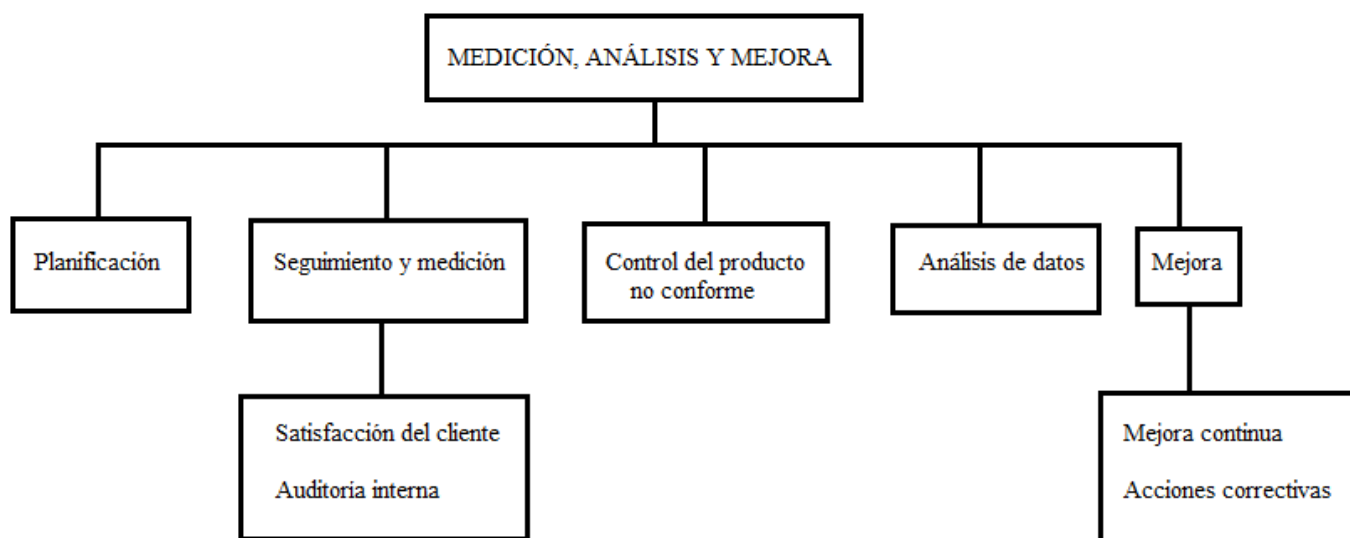 MEDICIÓN, ANÁLISIS Y MEJORA
Planificación
Seguimiento y medición
Control del producto
no conforme
Análisis de datos
Mejora
Satisfacción del cliente
Auditoría interna
Mejora continua
Acciones correctivas